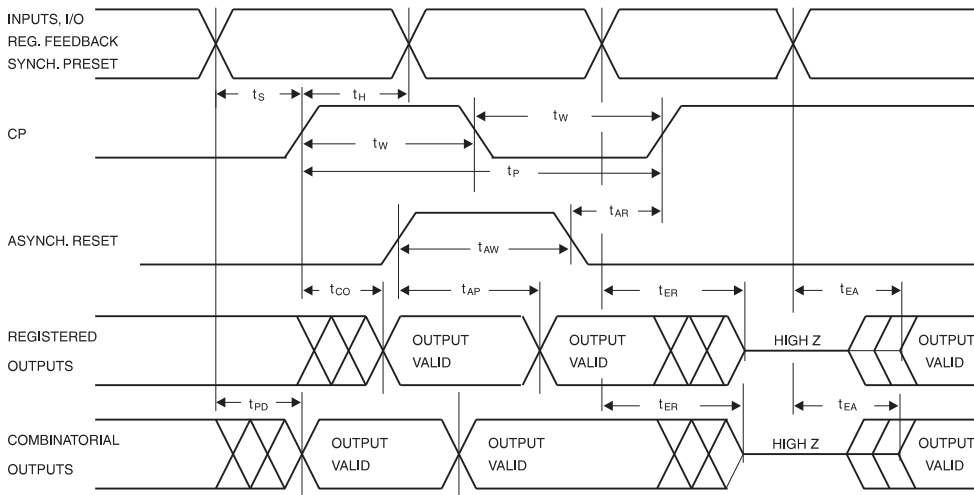 INPUTS, I/O
REG. FEEDBACK
SYNCH. PRESET
tS
tH
CP
tW
tW
tP
tAR
ASYNCH. RESET
tAW
tCO
tAP
tER
tEA
REGISTERED
OUTPUTS
OUTPUT
VALID
OUTPUT
VALID
HIGH Z
OUTPUT
VALID
tPD
tER
tEA
COMBINATORIAL
OUTPUTS
OUTPUT
VALID
OUTPUT
VALID
HIGH Z
OUTPUT
VALID